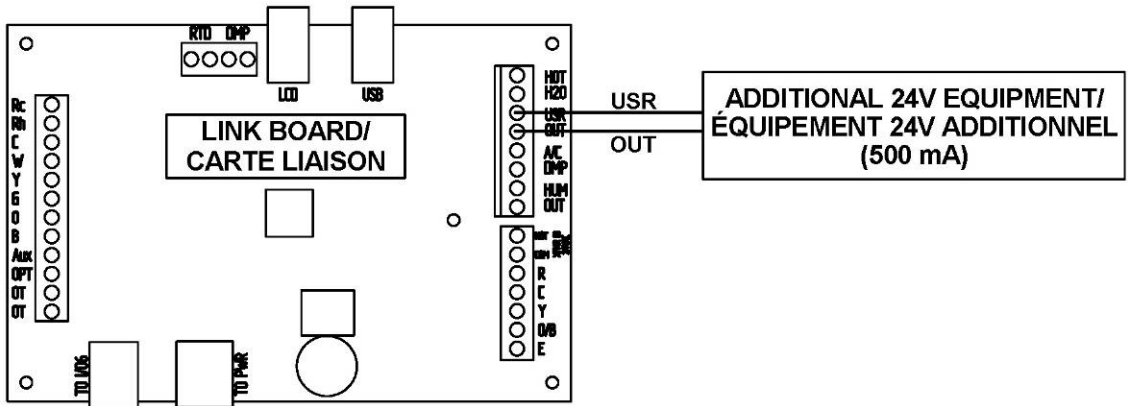 RTD DMP
LCD
USB
Rc
Rh
C
W
Y
G
O
B
Aux
OPT
OT
OT
LINK BOARD/
CARTE LIAISON
HOT
H2O
USR
OUT
A/C
DMP
HUM
OUT
R
C
Y
O/B
E
TO I/O6
TO PWR
USR
OUT
ADDITIONAL 24V EQUIPMENT/
ÉQUIPEMENT 24V ADDITIONNEL
(500 mA)